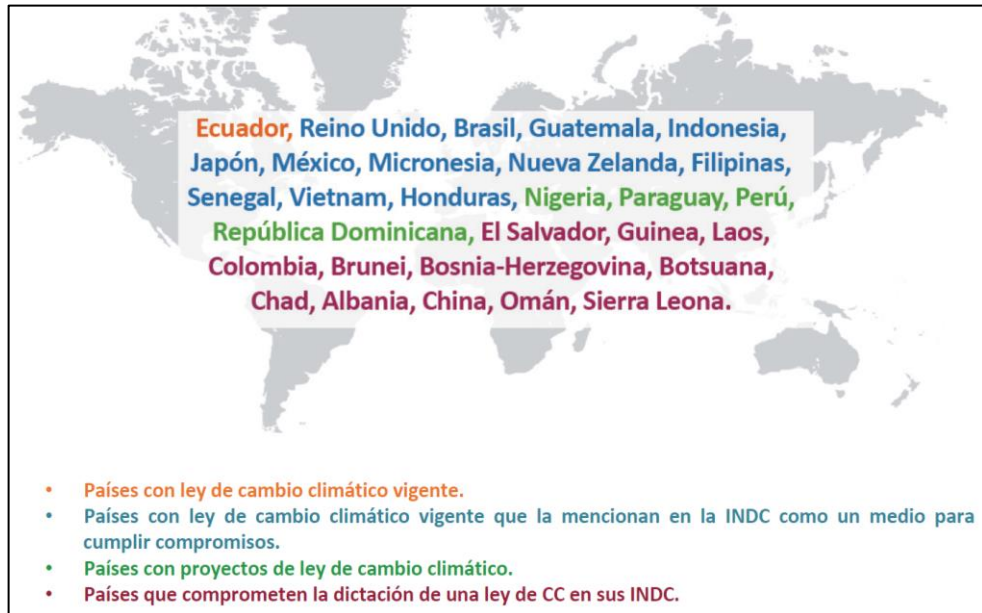 Ecuador, Reino Unido, Brasil, Guatemala, Indonesia,
Japón, México, Micronesia, Nueva Zelanda, Filipinas,
Senegal, Vietnam, Honduras, Nigeria, Paraguay, Perú,
República Dominicana, El Salvador, Guinea, Laos,
Colombia, Brunei, Bosnia-Herzegovina, Botsuana,
Chad, Albania, China, Omán, Sierra Leona.
• Países con ley de cambio climático vigente.
• Países con ley de cambio climático vigente que la mencionan en la INDC como un medio para
cumplir compromisos.
• Países con proyectos de ley de cambio climático.
• Países que comprometen la dictación de una ley de CC en sus INDC.